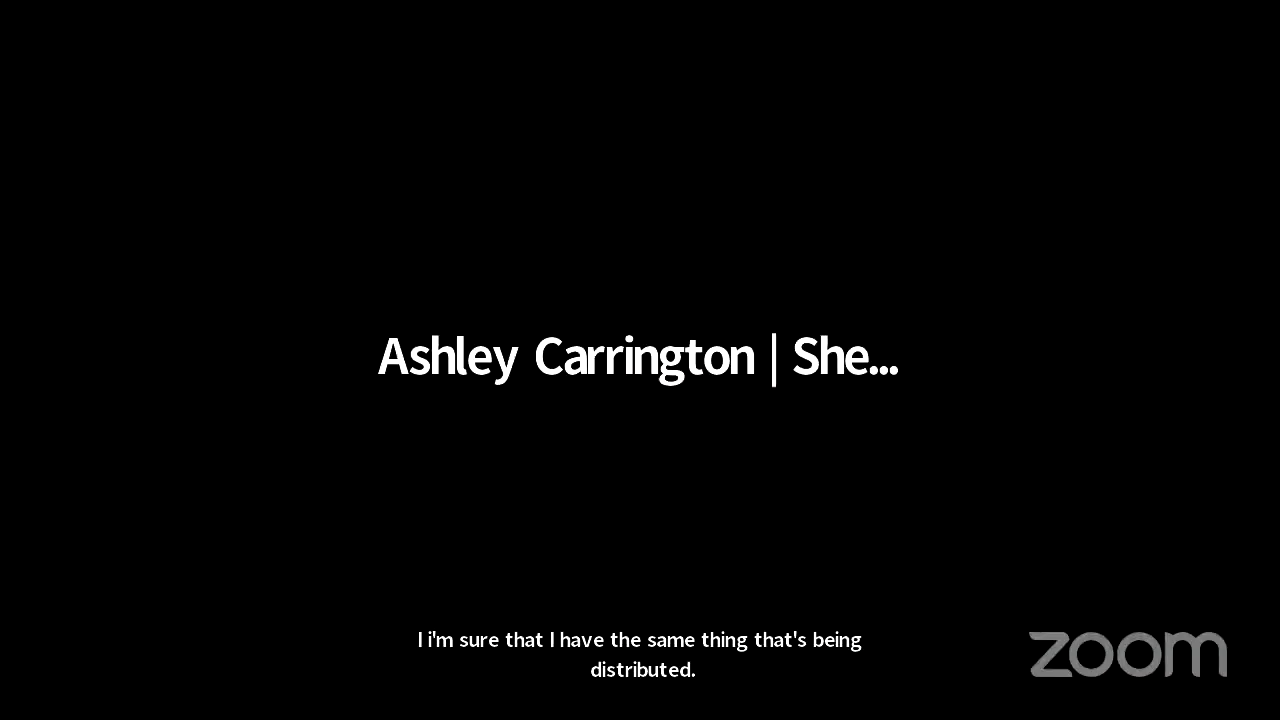 Ashley Carrington | She...
I i'm sure that I have the same thing that's being
distributed.
zoom